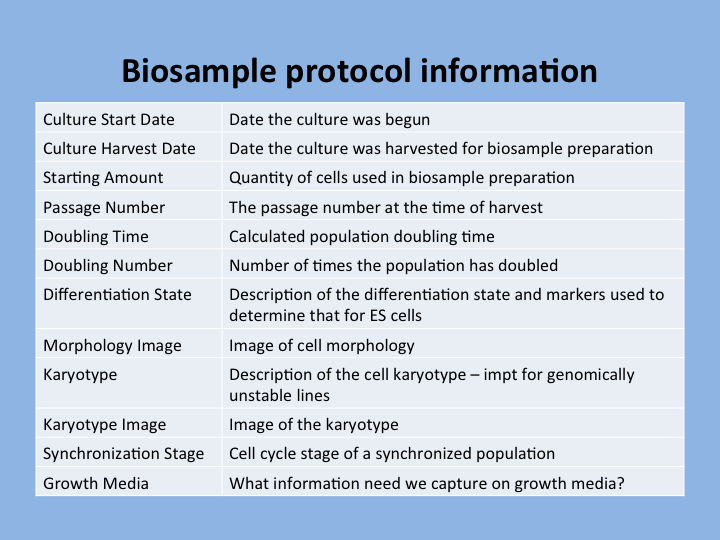 Biosample protocol information
Culture Start Date Date the culture was begun
Culture Harvest Date Date the culture was harvested for biosample preparation
Starting Amount Quantity of cells used in biosample preparation
Passage Number The passage number at the time of harvest
Doubling Time Calculated population doubling time
Doubling Number Number of times the population has doubled
Differentiation State Description of the differentiation state and markers used to
determine that for ES cells
Morphology Image Image of cell morphology
Karyotype Description of the cell karyotype – impt for genomically
unstable lines
Karyotype Image Image of the karyotype
Synchronization Stage Cell cycle stage of a synchronized population
Growth Media What information need we capture on growth media?